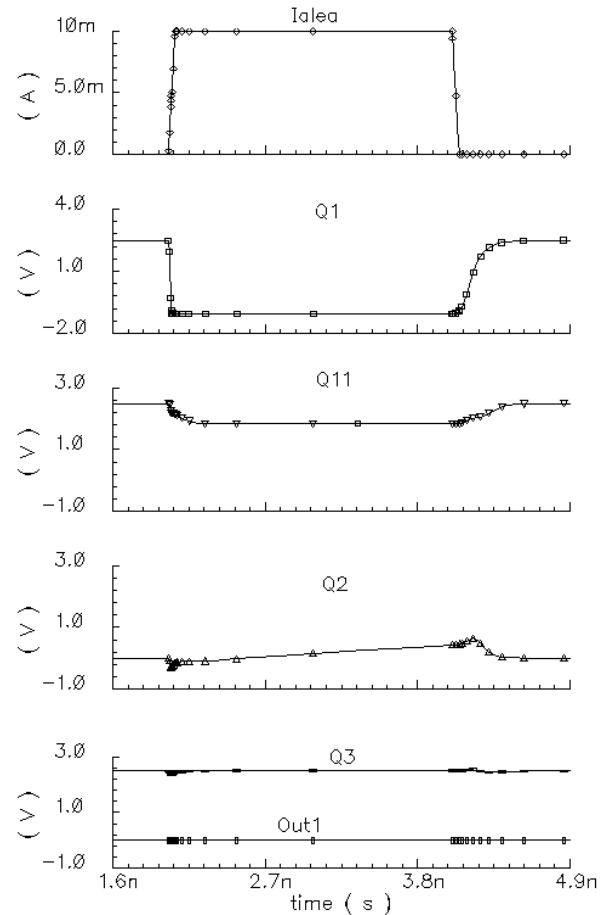 Ialea
10m
5.0m
0.0
( A )
Q1
4.0
1.0
-2.0
( V )
Q11
3.0
1.0
-1.0
( V )
Q2
3.0
1.0
-1.0
( V )
Q3
3.0
1.0
-1.0
( V )
Out1
1.6n 2.7n 3.8n 4.9n
time ( s )